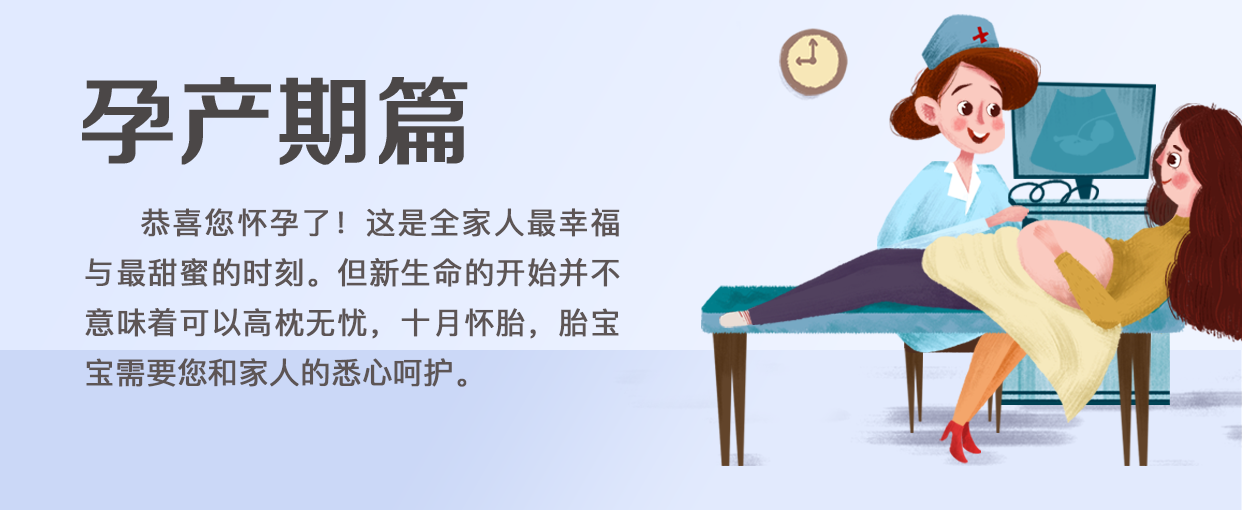 孕产期篇
恭喜您怀孕了！这是全家人最幸福
与最甜蜜的时刻。但新生命的开始并不
意味着可以高枕无忧，十月怀胎，胎宝
宝需要您和家人的悉心呵护。